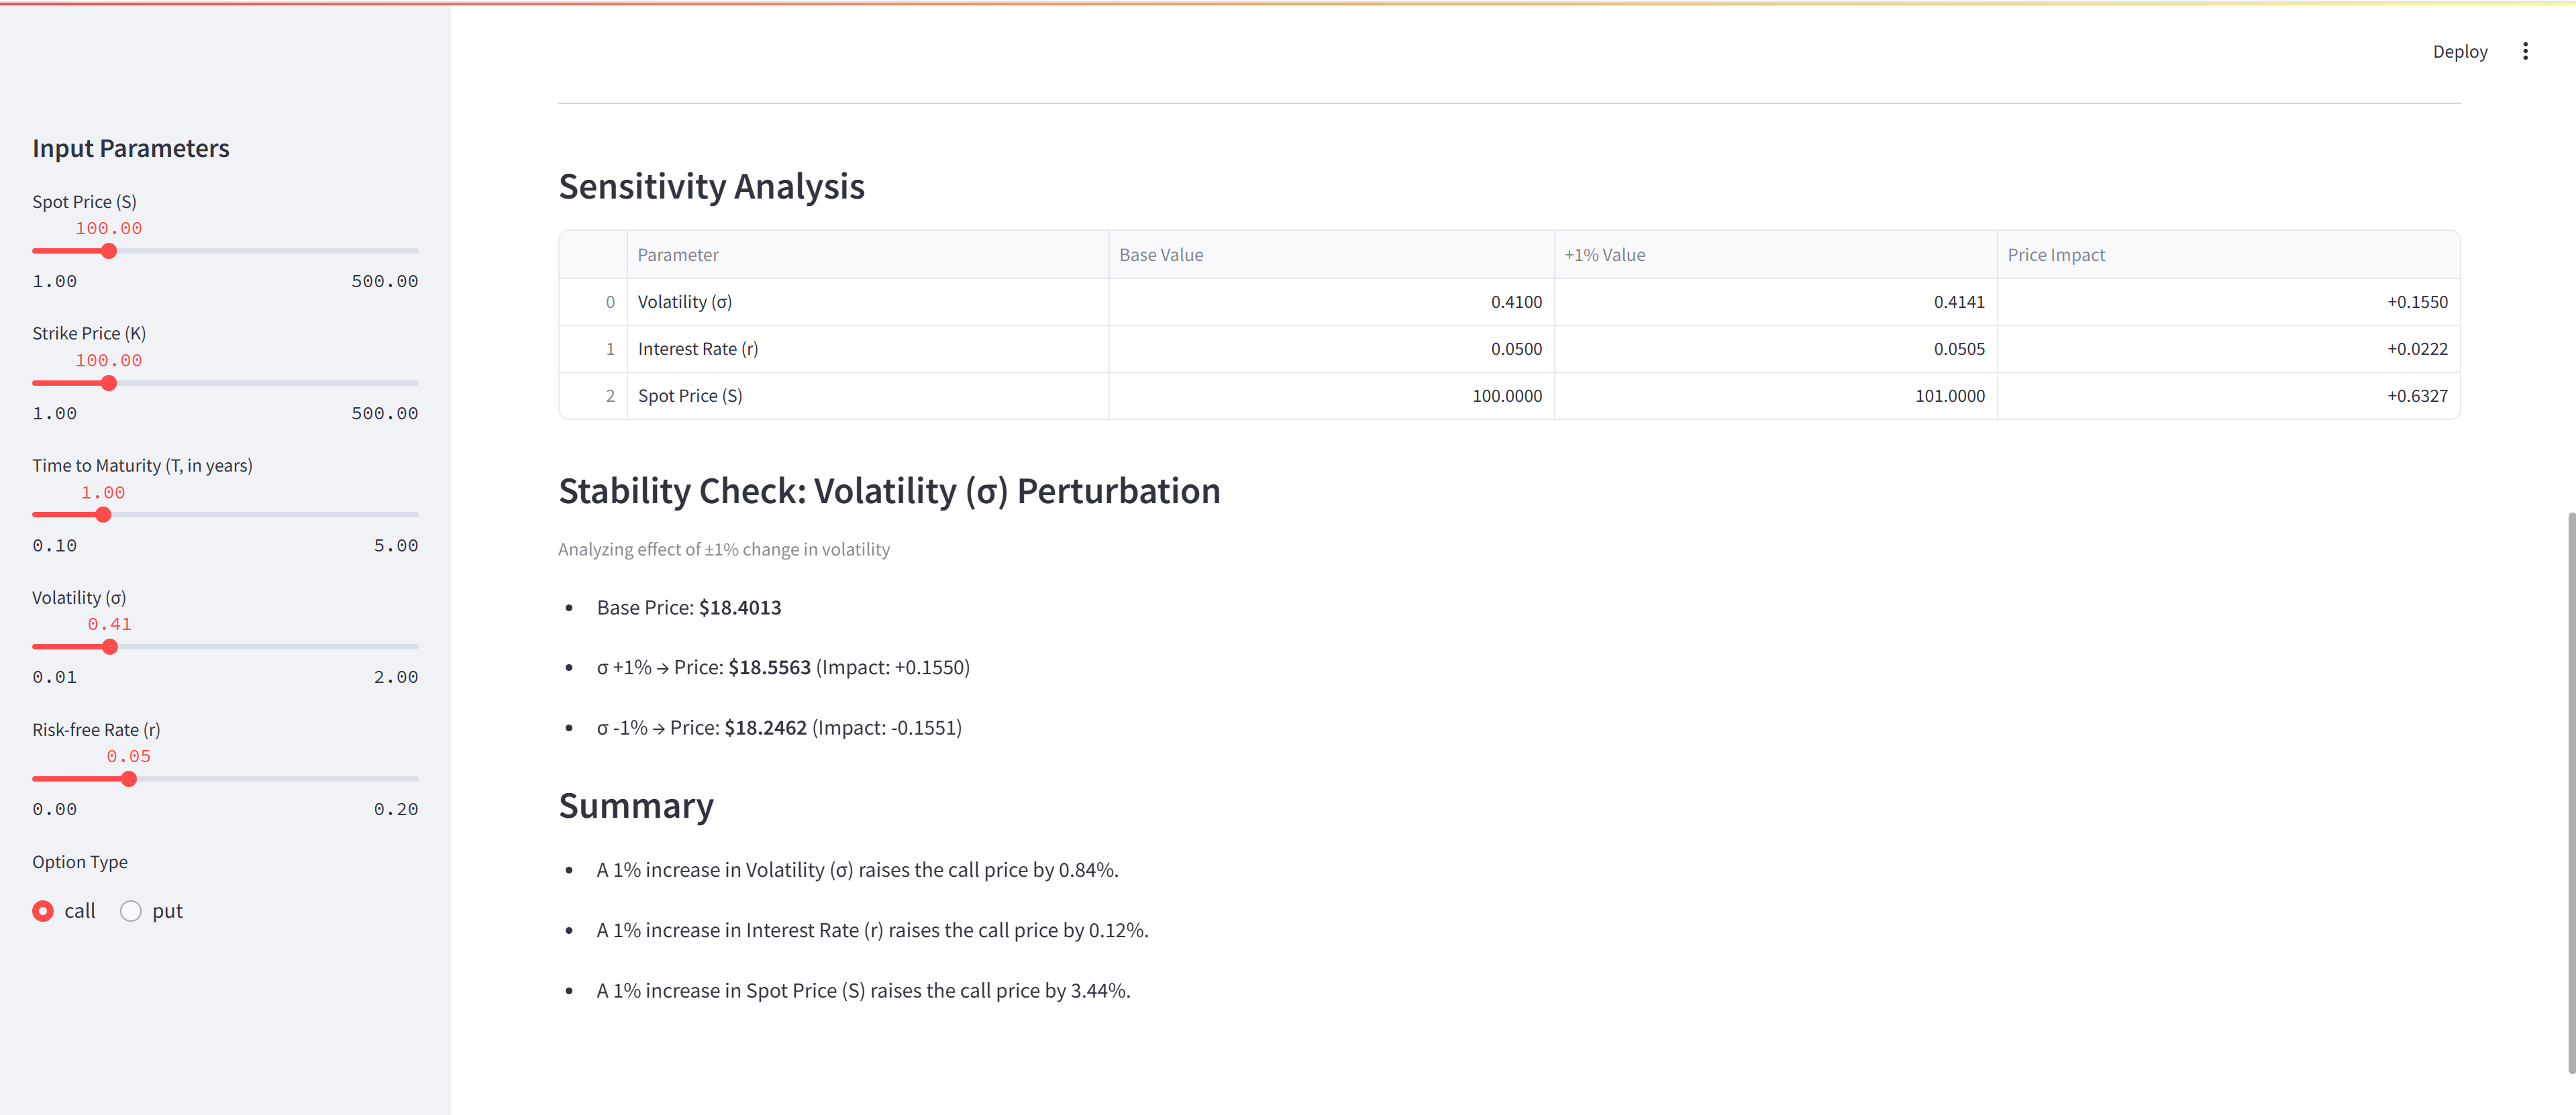 Deploy
Input Parameters
Spot Price (S)
100.00
1.00 500.00
Strike Price (K)
100.00
1.00 500.00
Time to Maturity (T, in years)
1.00
0.10 5.00
Volatility (σ)
0.41
0.01 2.00
Risk-free Rate (r)
0.05
0.00 0.20
Option Type
call put
Sensitivity Analysis
Parameter Base Value +1% Value Price Impact
0 Volatility (σ) 0.4100 0.4141 +0.1550
1 Interest Rate (r) 0.0500 0.0505 +0.0222
2 Spot Price (S) 100.0000 101.0000 +0.6327
Stability Check: Volatility (σ) Perturbation
Analyzing effect of ±1% change in volatility
• Base Price: $18.4013
• σ +1% → Price: $18.5563 (Impact: +0.1550)
• σ -1% → Price: $18.2462 (Impact: -0.1551)
Summary
• A 1% increase in Volatility (σ) raises the call price by 0.84%.
• A 1% increase in Interest Rate (r) raises the call price by 0.12%.
• A 1% increase in Spot Price (S) raises the call price by 3.44%.